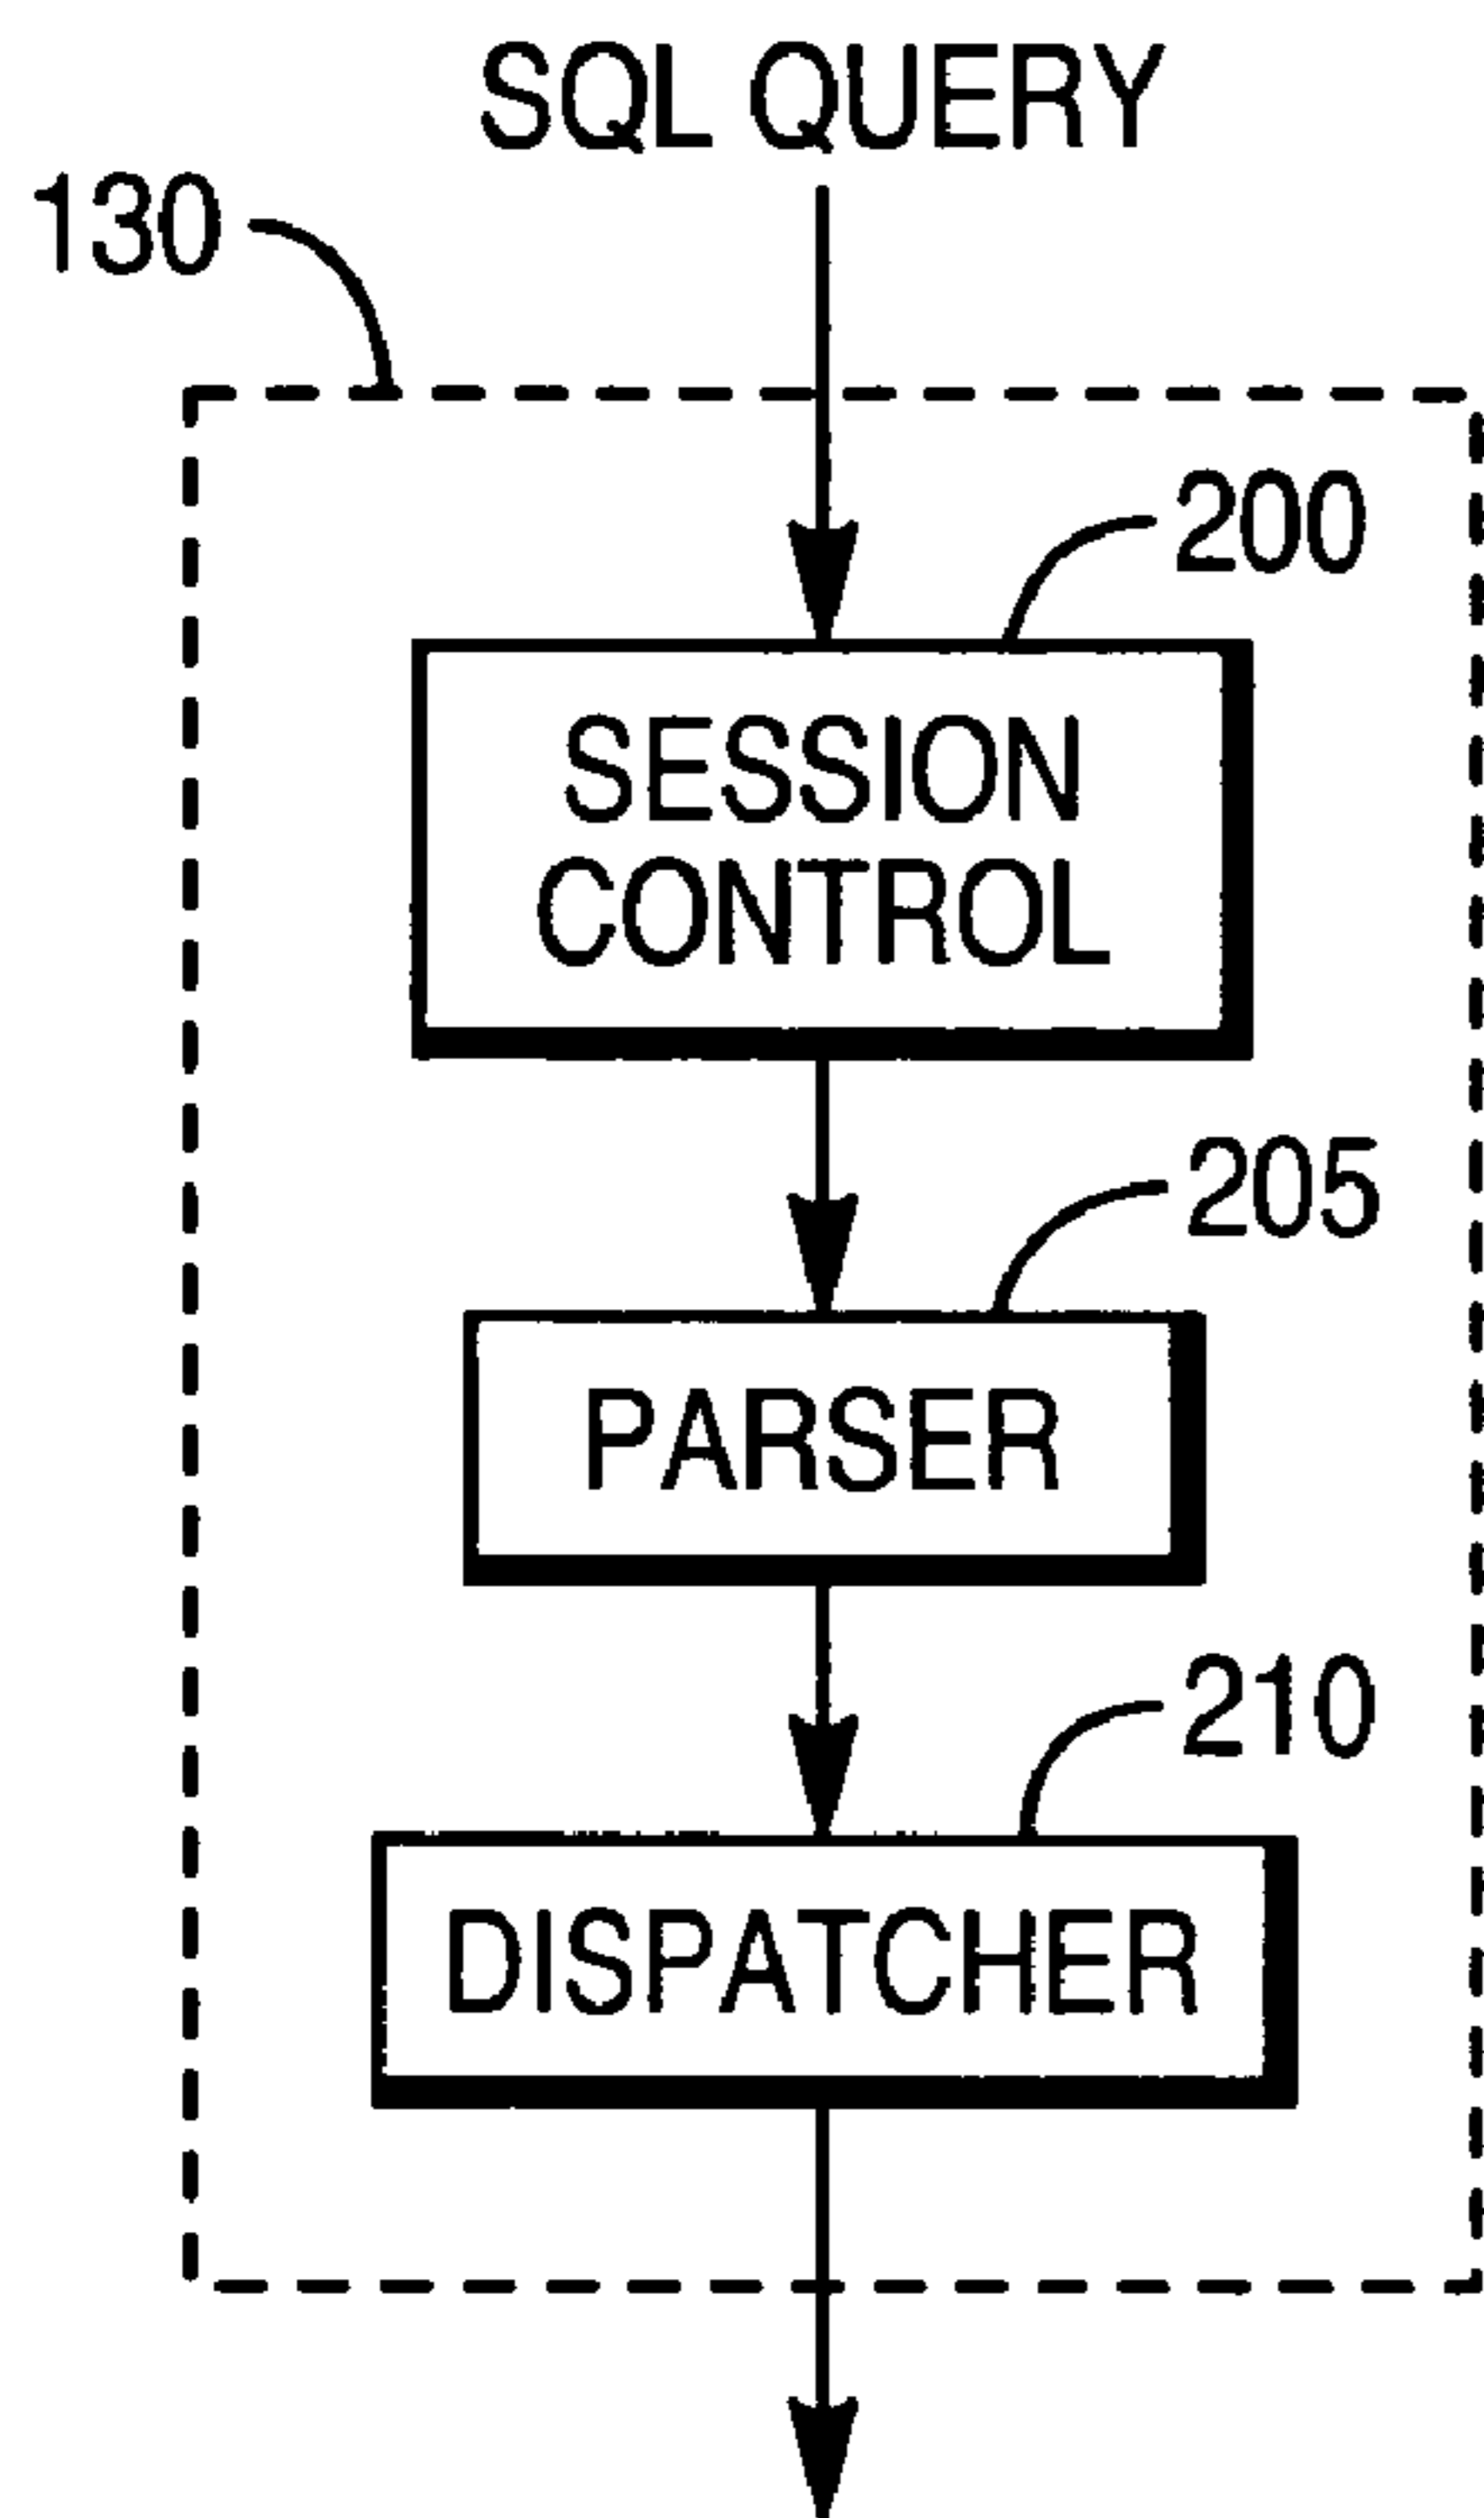 SQL QUERY
130
200
SESSION
CONTROL
205
PARSER
210
DISPATCHER